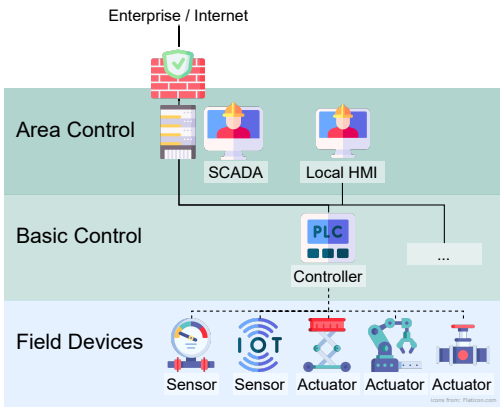 Enterprise / Internet
Area Control
SCADA
Local HMI
Basic Control
PLC
Controller
...
Field Devices
IOT
Sensor
Sensor
Actuator
Actuator
Actuator
Icons from: Flaticon.com